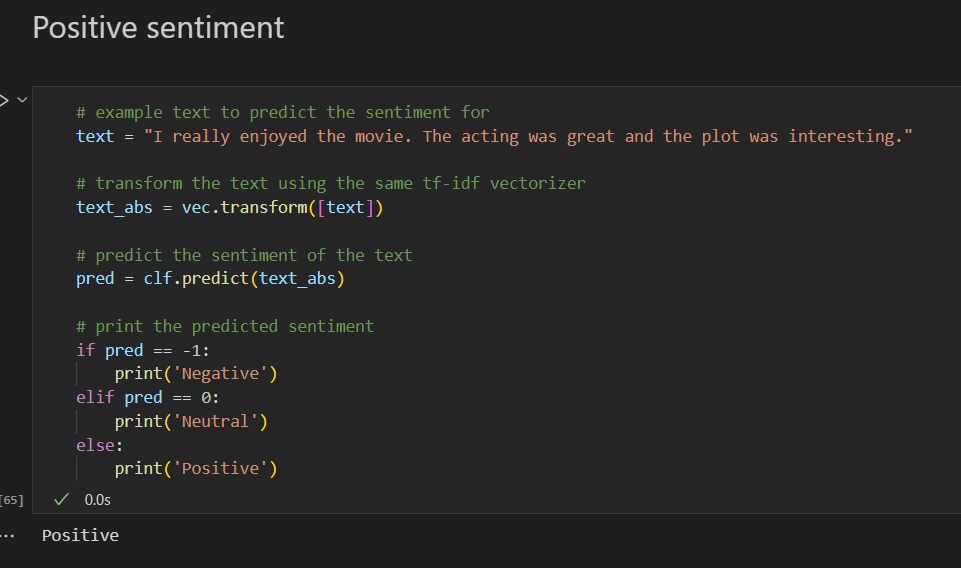 Positive sentiment
# example text to predict the sentiment for
text = "I really enjoyed the movie. The acting was great and the plot was interesting."
# transform the text using the same tf-idf vectorizer
text_abs = vec.transform([text])
# predict the sentiment of the text
pred = clf.predict(text_abs)
# print the predicted sentiment
if pred == -1:
    print('Negative')
elif pred == 0:
    print('Neutral')
else:
    print('Positive')
[65]
0.0s
... Positive